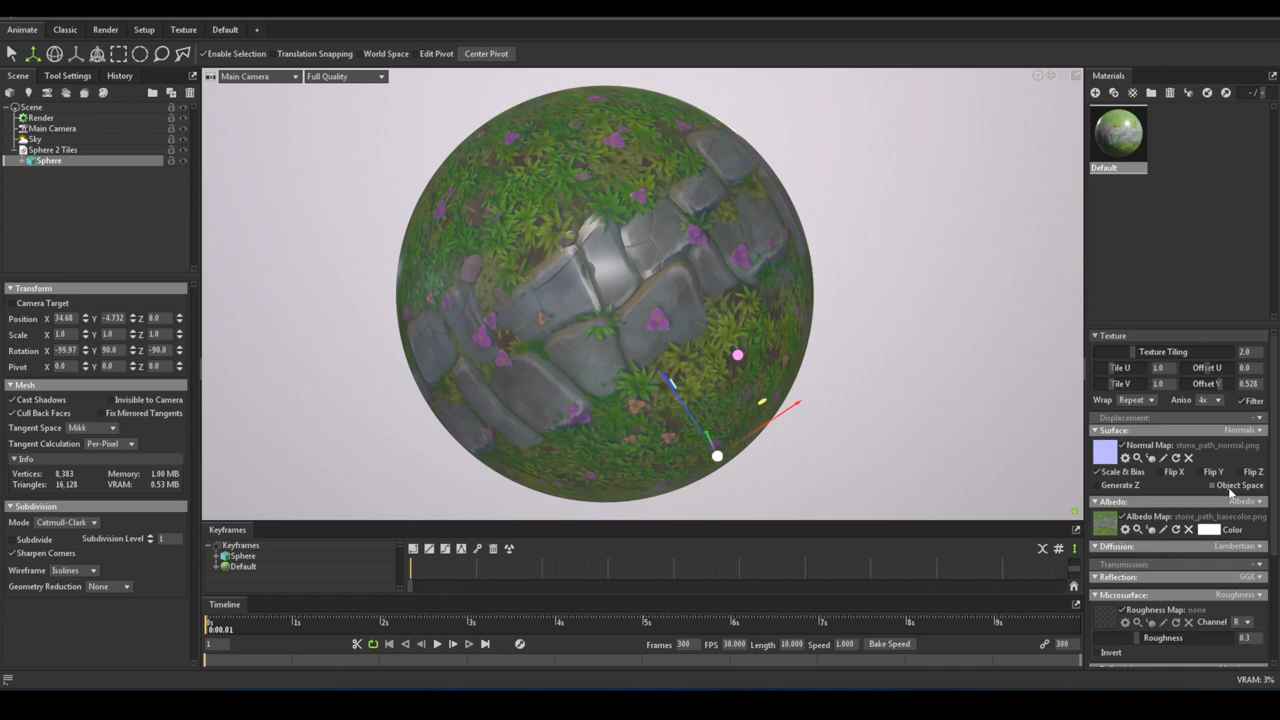 Animate Classic Render Setup Texture Default +
Enable Selection Translation Snapping World Space Edit Pivot Center Pivot
Scene Tool Settings History
Main Camera Full Quality
Materials
Scene
Render
Main Camera
Sky
Sphere 2 Tiles
Sphere
Default
Transform
Camera Target
Position X 34.68 Y -4.732 Z 0.0
Scale X 1.0 Y 1.0 Z 1.0
Rotation X -99.97 Y 90.0 Z -90.0
Pivot X 0.0 Y 0.0 Z 0.0
Mesh
Cast Shadows Invisible to Camera
Cull Back Faces Fix Mirrored Tangents
Tangent Space Mikk
Tangent Calculation Per-Pixel
Info
Vertices: 8,383 Memory: 1.00 MB
Triangles: 16,128 VRAM: 0.53 MB
Subdivision
Mode Catmull-Clark
Subdivide Subdivision Level 1
Sharpen Corners
Wireframe Isolines
Geometry Reduction None
Texture
Texture Tiling 2.0
Tile U 1.0 Offset U 0.0
Tile V 1.0 Offset V 0.528
Wrap Repeat Aniso 4x Filter
Displacement:
Surface: Normals
Normal Map: stone_path_normal.png
Scale & Bias Flip X Flip Y Flip Z
Generate Z Object Space
Albedo: Albedo
Albedo Map: stone_path_basecolor.png
Color
Diffusion: Lambertian
Transmission:
Reflection: GGX
Microsurface: Roughness
Roughness Map: none
Channel R
Roughness 0.3
Invert
Keyframes
Keyframes
Sphere
Default
Timeline
0s 1s 2s 3s 4s 5s 6s 7s 8s 9s
0:00.01
1 Frames 300 FPS 30.000 Length 10.000 Speed 1.000 Bake Speed 300
VRAM: 3%